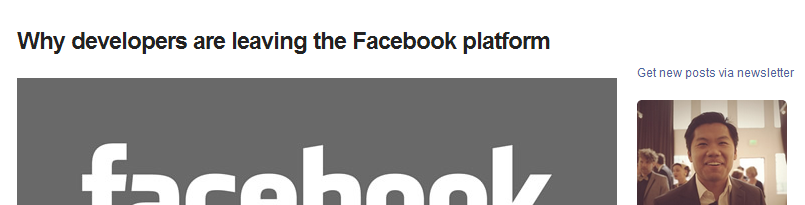 Why developers are leaving the Facebook platform
Get new posts via newsletter
facebook